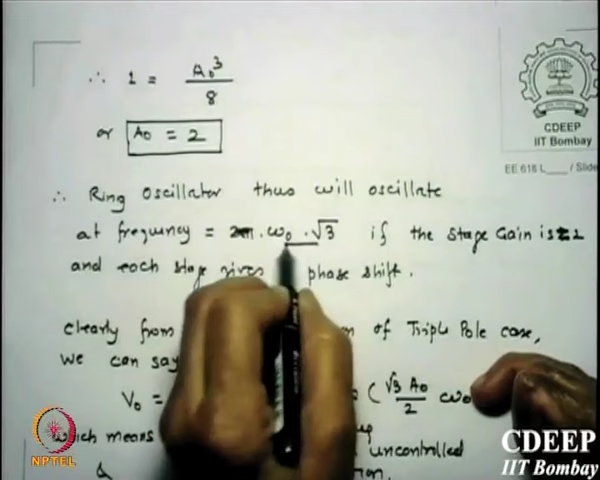 ∴ 1 = A₀³ / 8
or A₀ = 2
∴ Ring Oscillator thus will oscillate
at frequency = ω₀ . √3 if the stage Gain is 2
and each stage gives phase shift.
Clearly from of Triple Pole case,
we can say
V₀ = ( √3 A₀ / 2 ω₀
which means
uncontrolled
CDEEP
IIT Bombay
EE 618 L____ / Slide
NPTEL
CDEEP
IIT Bombay